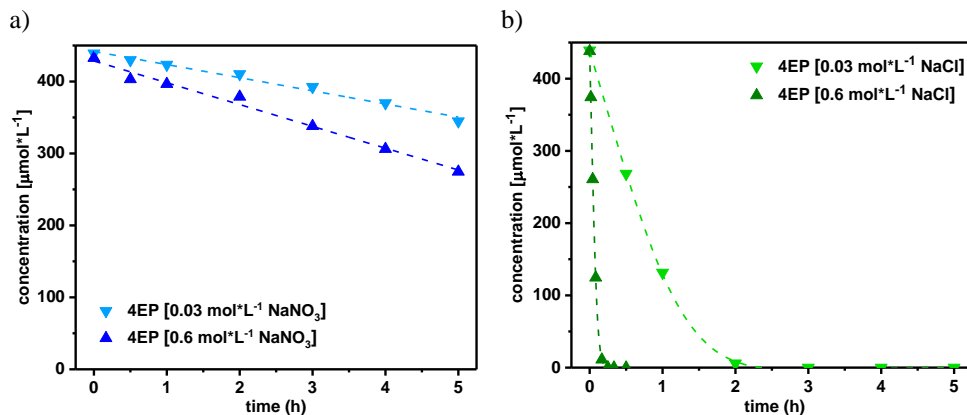 a)
b)
400
300
200
100
0
concentration [µmol*L⁻¹]
4EP [0.03 mol*L⁻¹ NaNO₃]
4EP [0.6 mol*L⁻¹ NaNO₃]
0 1 2 3 4 5
time (h)
400
300
200
100
0
concentration [µmol*L⁻¹]
4EP [0.03 mol*L⁻¹ NaCl]
4EP [0.6 mol*L⁻¹ NaCl]
0 1 2 3 4 5
time (h)